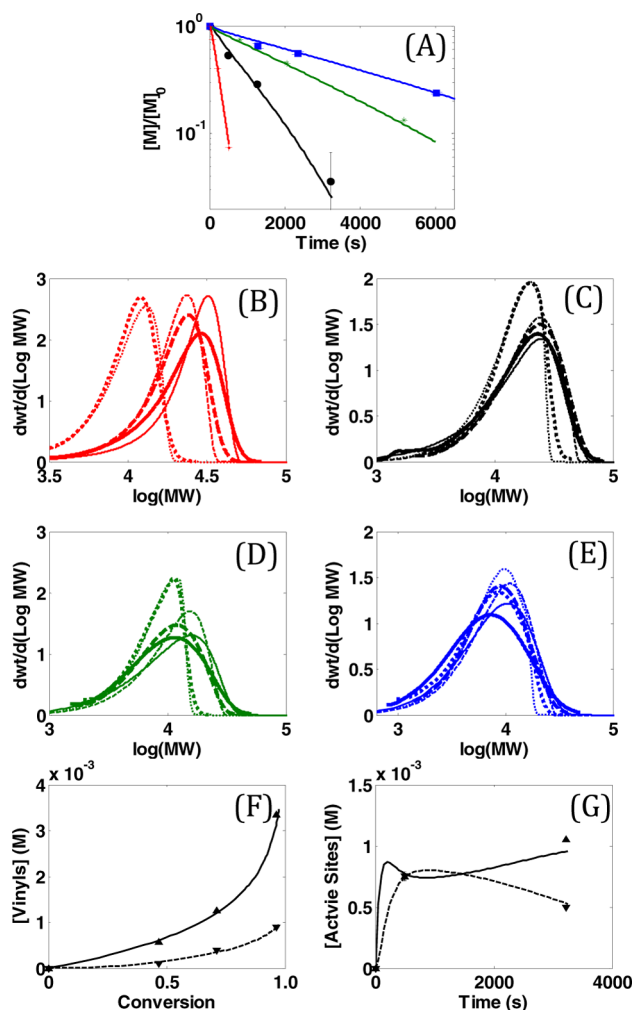 (A)
[M]/[M]0
10^0
10^-1
0 2000 4000 6000
Time (s)
(B)
dwt/d(Log MW)
3
2
1
0
3.5 4 4.5 5
log(MW)
(C)
dwt/d(Log MW)
2
1.5
1
0.5
0
3 4 5
log(MW)
(D)
dwt/d(Log MW)
3
2
1
0
3 4 5
log(MW)
(E)
dwt/d(Log MW)
2
1.5
1
0.5
0
3 4 5
log(MW)
x 10^-3
(F)
[Vinyls] (M)
4
3
2
1
0
0 0.5 1.0
Conversion
x 10^-3
(G)
[Actvie Sites] (M)
1.5
1
0.5
0
0 2000 4000
Time (s)